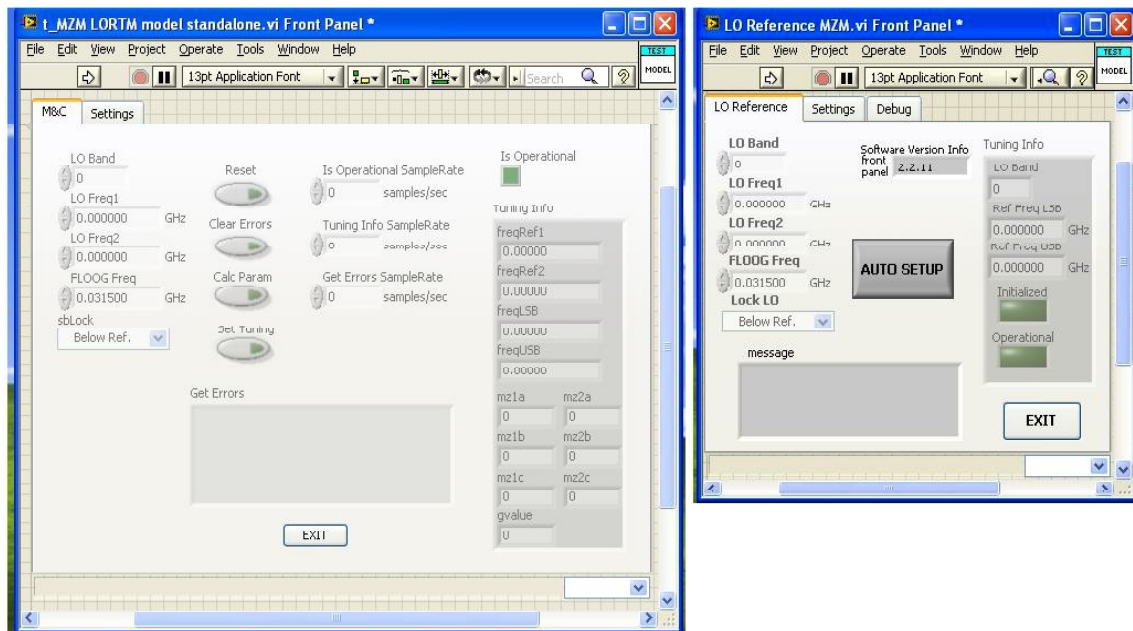 t_MZM LORTM model standalone.vi Front Panel *
File Edit View Project Operate Tools Window Help
13pt Application Font
Search
TEST
MODEL
M&C Settings
LO Band
0
LO Freq1
0.000000 GHz
LO Freq2
0.000000 GHz
FLOOG Freq
0.031500 GHz
sbLock
Below Ref.
Reset
Clear Errors
Calc Param
Set Tuning
Is Operational SampleRate
0 samples/sec
Tuning Info SampleRate
0 samples/sec
Get Errors SampleRate
0 samples/sec
Is Operational
Tuning Info
freqRef1
0.00000
freqRef2
0.00000
freqLSB
0.00000
freqUSB
0.00000
mz1a mz2a
0 0
mz1b mz2b
0 0
mz1c mz2c
0 0
gvalue
0
Get Errors
EXIT
LO Reference MZM.vi Front Panel *
File Edit View Project Operate Tools Window Help
13pt Application Font
TEST
MODEL
LO Reference Settings Debug
LO Band
0
LO Freq1
0.000000 GHz
LO Freq2
0.000000 GHz
FLOOG Freq
0.031500 GHz
Lock LO
Below Ref.
Software Version Info
front panel 2.2.11
AUTO SETUP
Tuning Info
LO Band
0
Ref Freq LSB
0.000000 GHz
Ref Freq USB
0.000000 GHz
Initialized
Operational
message
EXIT